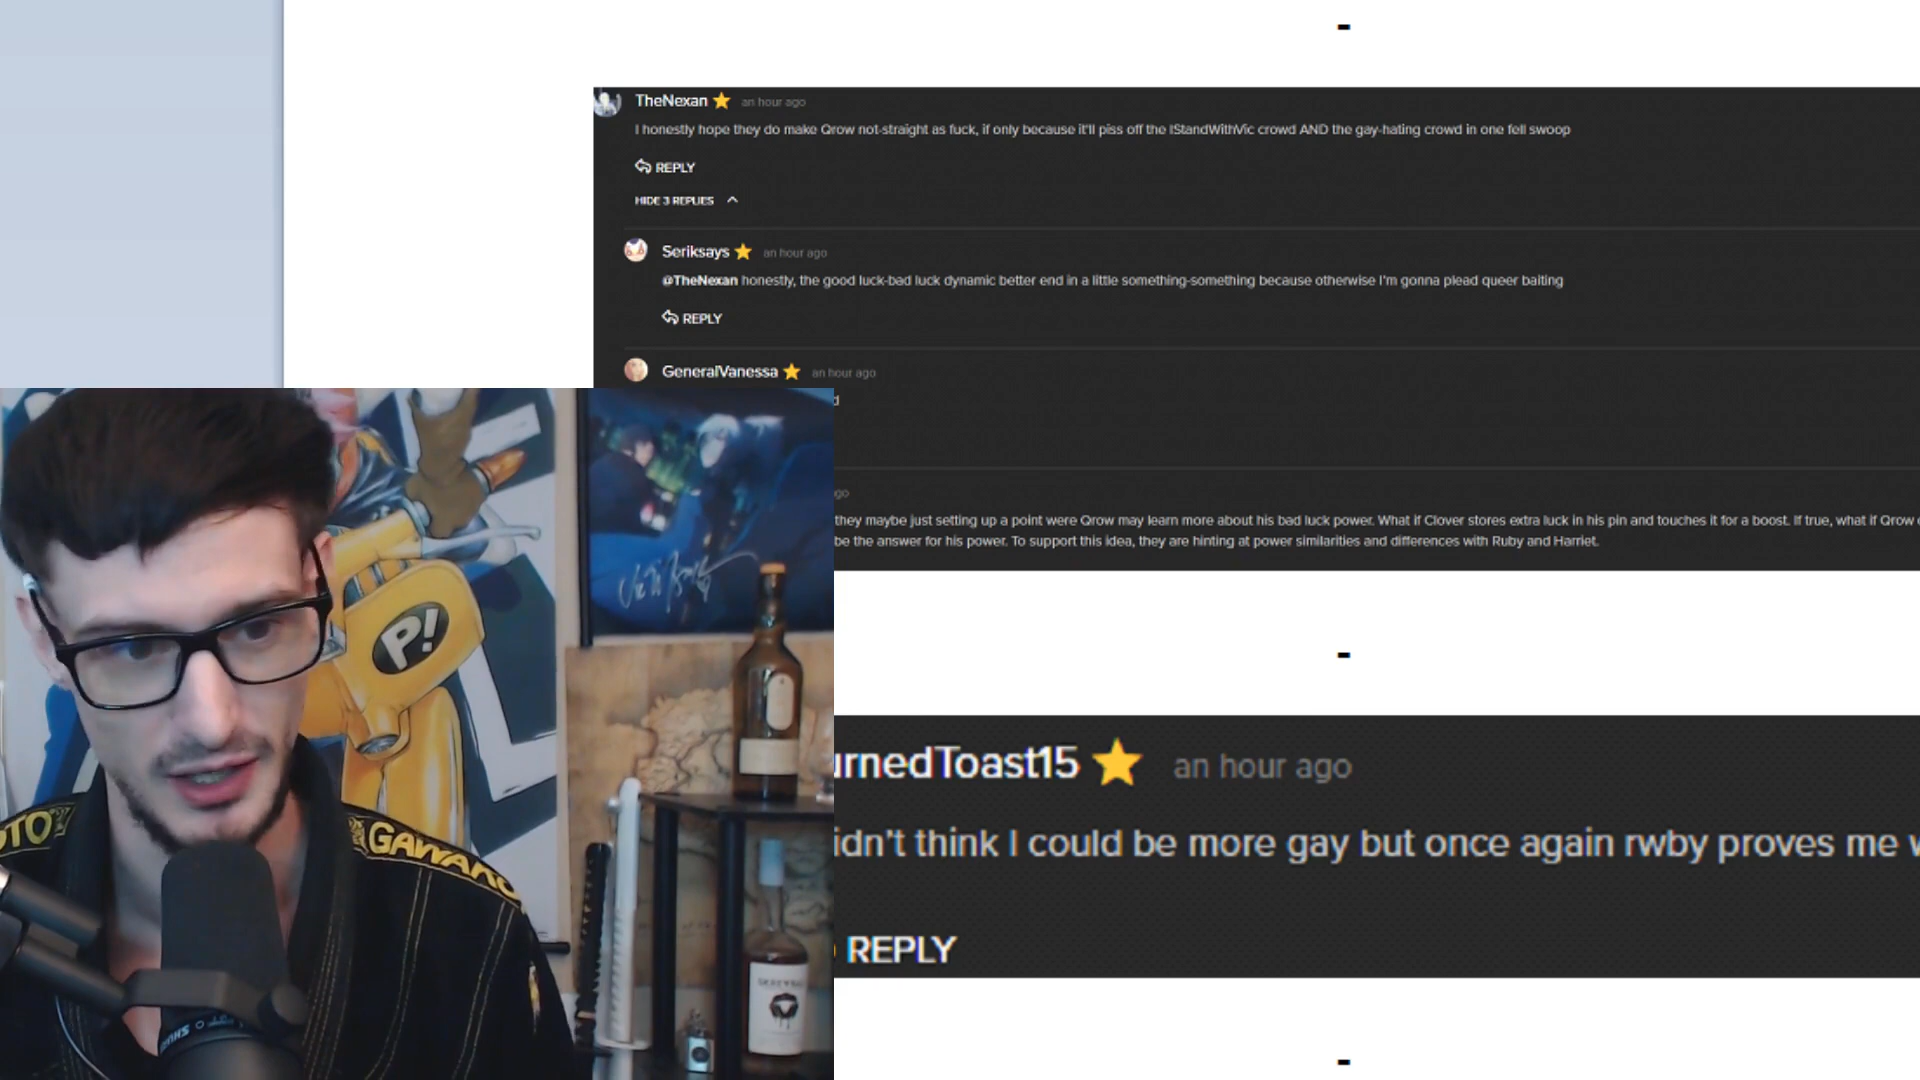 -
TheNexan an hour ago
I honestly hope they do make Qrow not-straight as fuck, if only because it'll piss off the IStandWithVic crowd AND the gay-hating crowd in one fell swoop
REPLY
HIDE 3 REPLIES
Seriksays an hour ago
@TheNexan honestly, the good luck-bad luck dynamic better end in a little something-something because otherwise I'm gonna plead queer baiting
REPLY
GeneralVanessa an hour ago
d
go
they maybe just setting up a point were Qrow may learn more about his bad luck power. What if Clover stores extra luck in his pin and touches it for a boost. If true, what if Qrow
be the answer for his power. To support this idea, they are hinting at power similarities and differences with Ruby and Harriet.
-
urnedToast15 an hour ago
idn't think I could be more gay but once again rwby proves me
REPLY
-
P!
OTO
GAWAKO